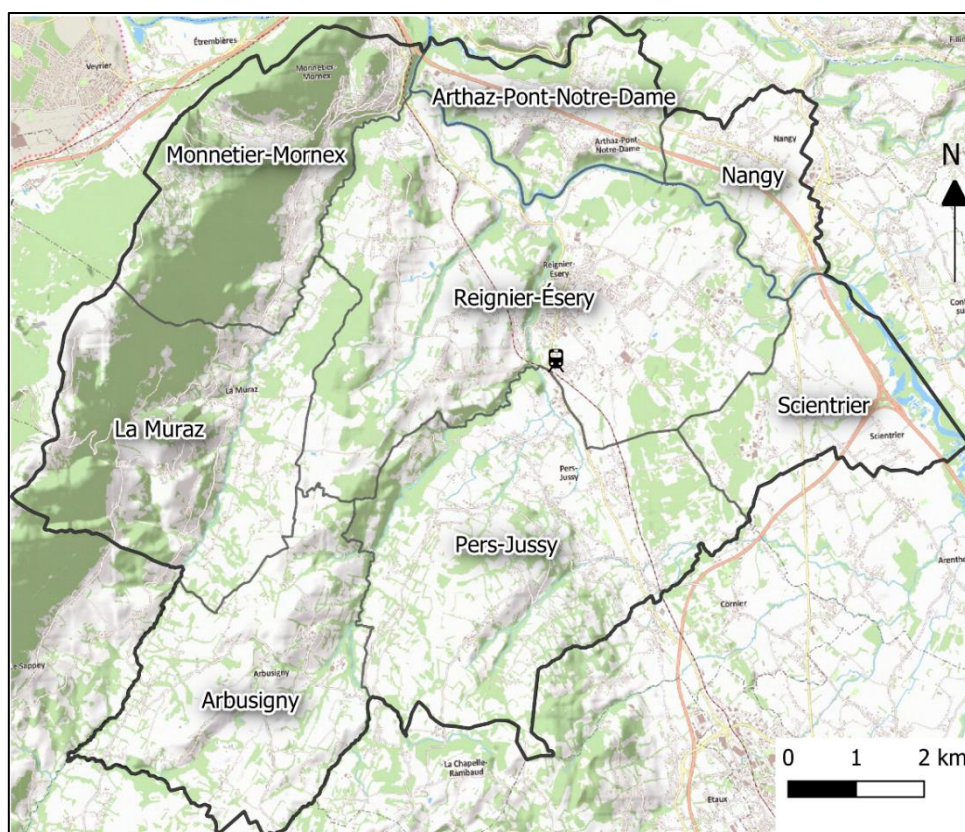 Étrembières
Veyrier
Monnetier-
Mornex
Arthaz-Pont-Notre-Dame
Arthaz-Pont
Notre-Dame
Nangy
Monnetier-Mornex
Nangy
N
Reignier-
Esery
Reignier-Ésery
La Muraz
La Muraz
Scientrier
Scientrier
Pers-
Jussy
Pers-Jussy
Cornier
Arbusigny
Arbusigny
La Chapelle-
Rambaud
Etaux
0 1 2 km